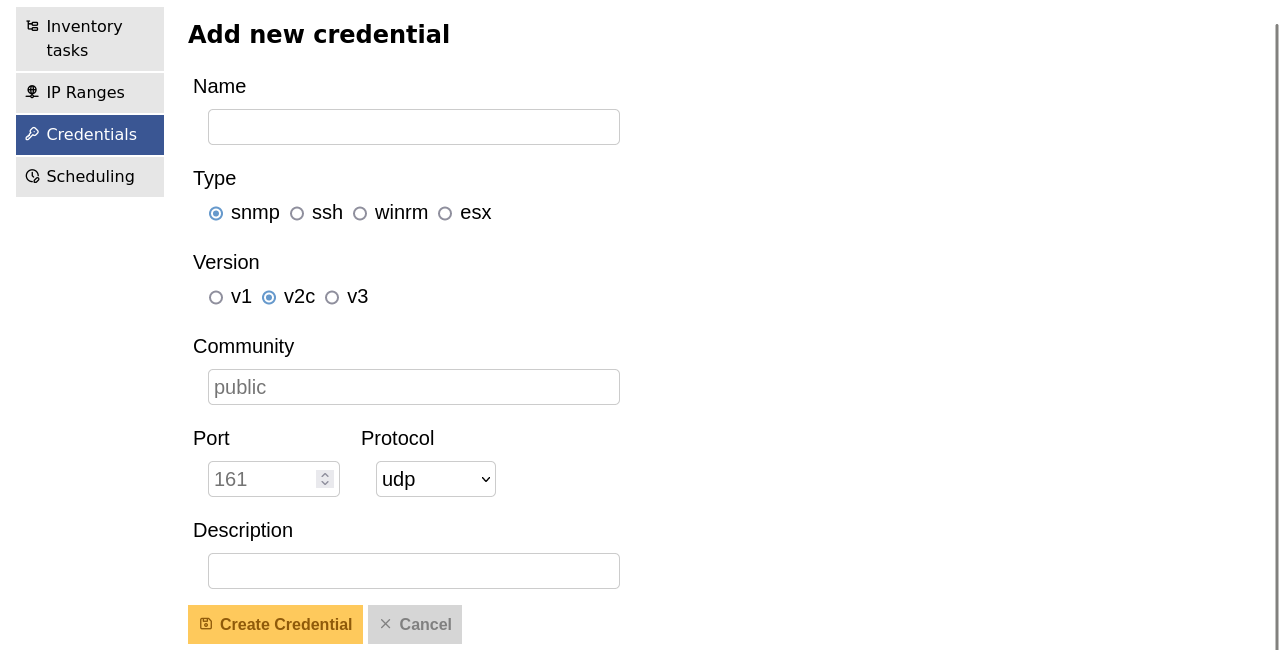 Inventory
tasks
IP Ranges
Credentials
Scheduling
Add new credential
Name
Type
snmp ssh winrm esx
Version
v1 v2c v3
Community
public
Port Protocol
161 udp
Description
Create Credential Cancel